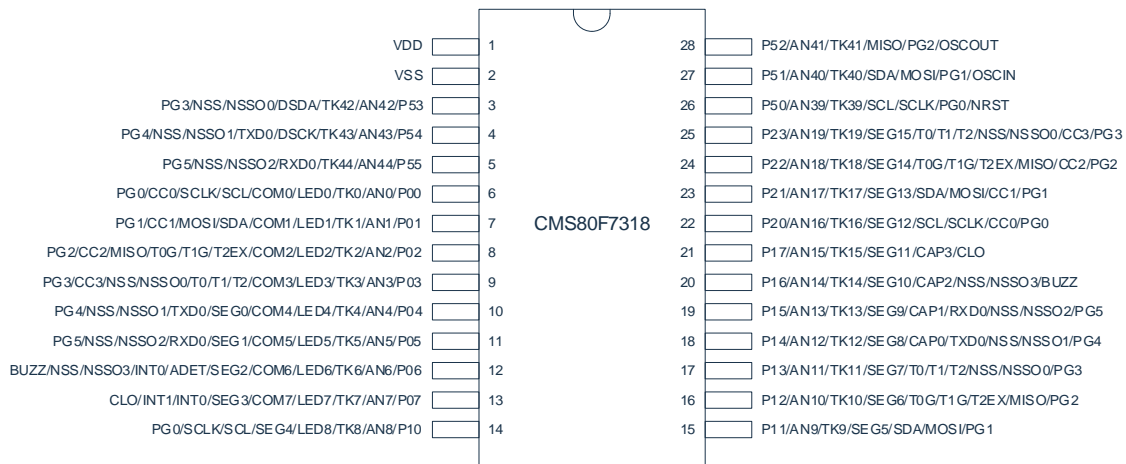 VDD 1 28 P52/AN41/TK41/MISO/PG2/OSCOUT
VSS 2 27 P51/AN40/TK40/SDA/MOSI/PG1/OSCIN
PG3/NSS/NSSO0/DSDA/TK42/AN42/P53 3 26 P50/AN39/TK39/SCL/SCLK/PG0/NRST
PG4/NSS/NSSO1/TXD0/DSCK/TK43/AN43/P54 4 25 P23/AN19/TK19/SEG15/T0/T1/T2/NSS/NSSO0/CC3/PG3
PG5/NSS/NSSO2/RXD0/TK44/AN44/P55 5 24 P22/AN18/TK18/SEG14/T0G/T1G/T2EX/MISO/CC2/PG2
PG0/CC0/SCLK/SCL/COM0/LED0/TK0/AN0/P00 6 23 P21/AN17/TK17/SEG13/SDA/MOSI/CC1/PG1
PG1/CC1/MOSI/SDA/COM1/LED1/TK1/AN1/P01 7 CMS80F7318 22 P20/AN16/TK16/SEG12/SCL/SCLK/CC0/PG0
PG2/CC2/MISO/T0G/T1G/T2EX/COM2/LED2/TK2/AN2/P02 8 21 P17/AN15/TK15/SEG11/CAP3/CLO
PG3/CC3/NSS/NSSO0/T0/T1/T2/COM3/LED3/TK3/AN3/P03 9 20 P16/AN14/TK14/SEG10/CAP2/NSS/NSSO3/BUZZ
PG4/NSS/NSSO1/TXD0/SEG0/COM4/LED4/TK4/AN4/P04 10 19 P15/AN13/TK13/SEG9/CAP1/RXD0/NSS/NSSO2/PG5
PG5/NSS/NSSO2/RXD0/SEG1/COM5/LED5/TK5/AN5/P05 11 18 P14/AN12/TK12/SEG8/CAP0/TXD0/NSS/NSSO1/PG4
BUZZ/NSS/NSSO3/INT0/ADET/SEG2/COM6/LED6/TK6/AN6/P06 12 17 P13/AN11/TK11/SEG7/T0/T1/T2/NSS/NSSO0/PG3
CLO/INT1/INT0/SEG3/COM7/LED7/TK7/AN7/P07 13 16 P12/AN10/TK10/SEG6/T0G/T1G/T2EX/MISO/PG2
PG0/SCLK/SCL/SEG4/LED8/TK8/AN8/P10 14 15 P11/AN9/TK9/SEG5/SDA/MOSI/PG1